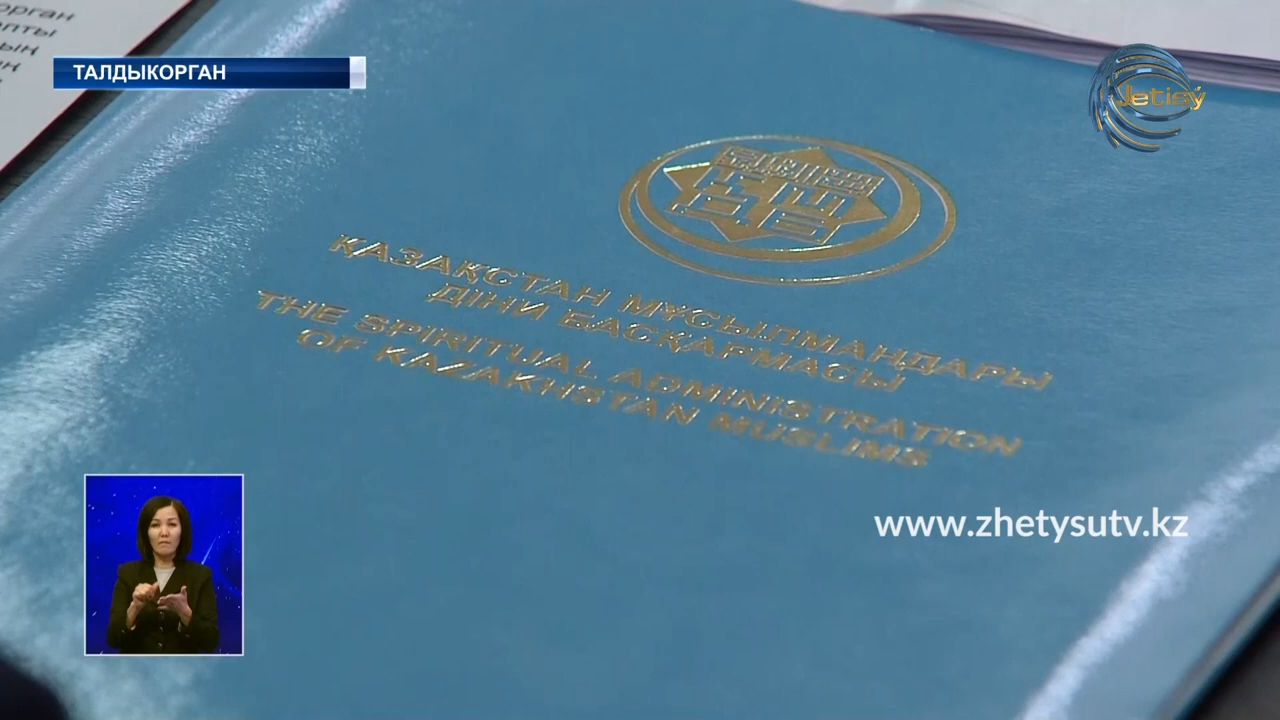 ТАЛДЫКОРГАН
Jetisý
ҚАЗАҚСТАН МҰСЫЛМАНДАРЫ
ДІНИ БАСҚАРМАСЫ
THE SPIRITUAL ADMINISTRATION
OF KAZAKHSTAN MUSLIMS
www.zhetysutv.kz